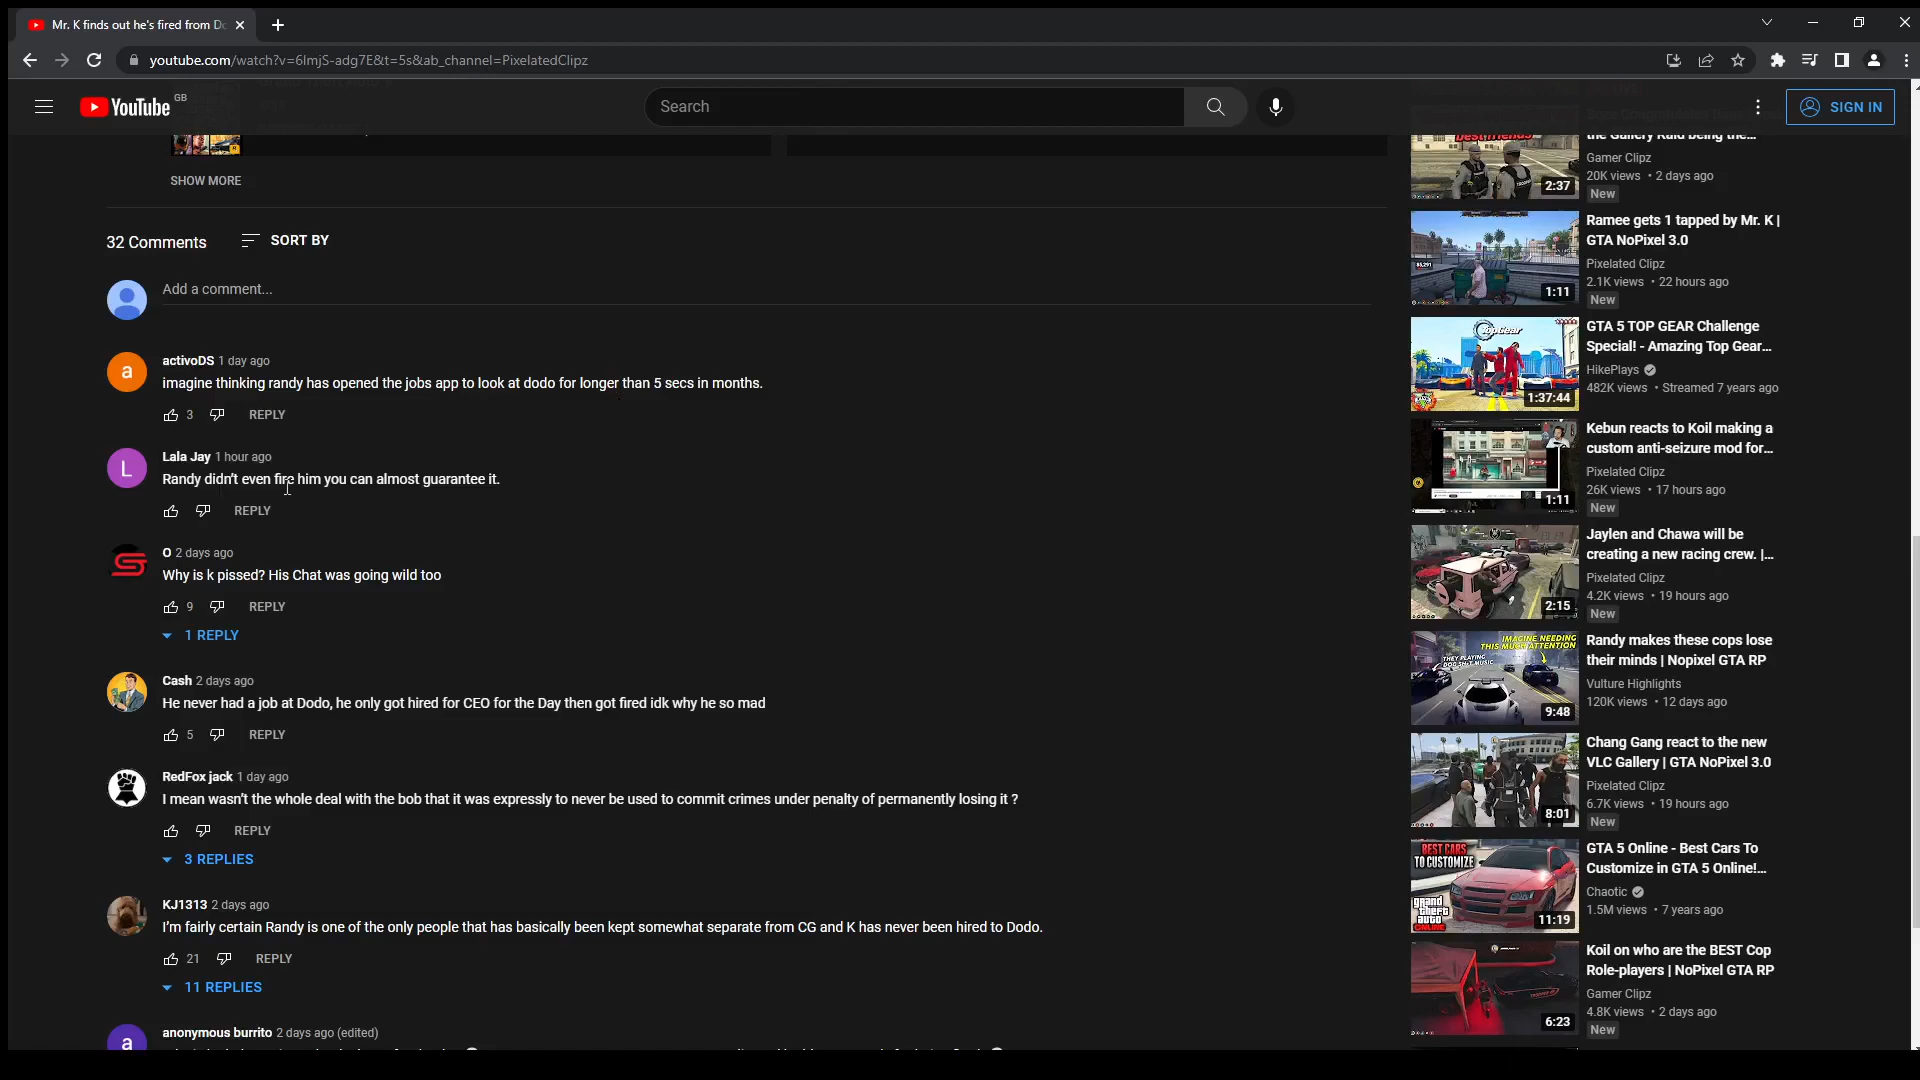 Mr. K finds out he's fired from Do
youtube.com/watch?v=6lmjS-adg7E&t=5s&ab_channel=PixelatedClipz
YouTube GB
Search
SIGN IN
SHOW MORE
32 Comments
SORT BY
Add a comment...
activoDS 1 day ago
imagine thinking randy has opened the jobs app to look at dodo for longer than 5 secs in months.
3 REPLY
Lala Jay 1 hour ago
Randy didn't even fire him you can almost guarantee it.
REPLY
O 2 days ago
Why is k pissed? His Chat was going wild too
9 REPLY
1 REPLY
Cash 2 days ago
He never had a job at Dodo, he only got hired for CEO for the Day then got fired idk why he so mad
5 REPLY
RedFox jack 1 day ago
I mean wasn't the whole deal with the bob that it was expressly to never be used to commit crimes under penalty of permanently losing it ?
REPLY
3 REPLIES
KJ1313 2 days ago
I'm fairly certain Randy is one of the only people that has basically been kept somewhat separate from CG and K has never been hired to Dodo.
21 REPLY
11 REPLIES
anonymous burrito 2 days ago (edited)
the Gallery Raid being the...
Gamer Clipz
20K views • 2 days ago
New
2:37
Ramee gets 1 tapped by Mr. K |
GTA NoPixel 3.0
Pixelated Clipz
2.1K views • 22 hours ago
New
1:11
GTA 5 TOP GEAR Challenge
Special! - Amazing Top Gear...
HikePlays
482K views • Streamed 7 years ago
TopGear
1:37:44
Kebun reacts to Koil making a
custom anti-seizure mod for...
Pixelated Clipz
26K views • 17 hours ago
New
1:11
Jaylen and Chawa will be
creating a new racing crew. |...
Pixelated Clipz
4.2K views • 19 hours ago
New
2:15
Randy makes these cops lose
their minds | Nopixel GTA RP
Vulture Highlights
120K views • 12 days ago
IMAGINE NEEDING
THIS MUCH ATTENTION
THEY PLAYING
DOG SH*T MUSIC
9:48
Chang Gang react to the new
VLC Gallery | GTA NoPixel 3.0
Pixelated Clipz
6.7K views • 19 hours ago
New
8:01
GTA 5 Online - Best Cars To
Customize in GTA 5 Online!...
Chaotic
1.5M views • 7 years ago
BEST CARS
TO CUSTOMIZE
grand
theft
auto
ONLINE
11:19
Koil on who are the BEST Cop
Role-players | NoPixel GTA RP
Gamer Clipz
4.8K views • 2 days ago
New
6:23